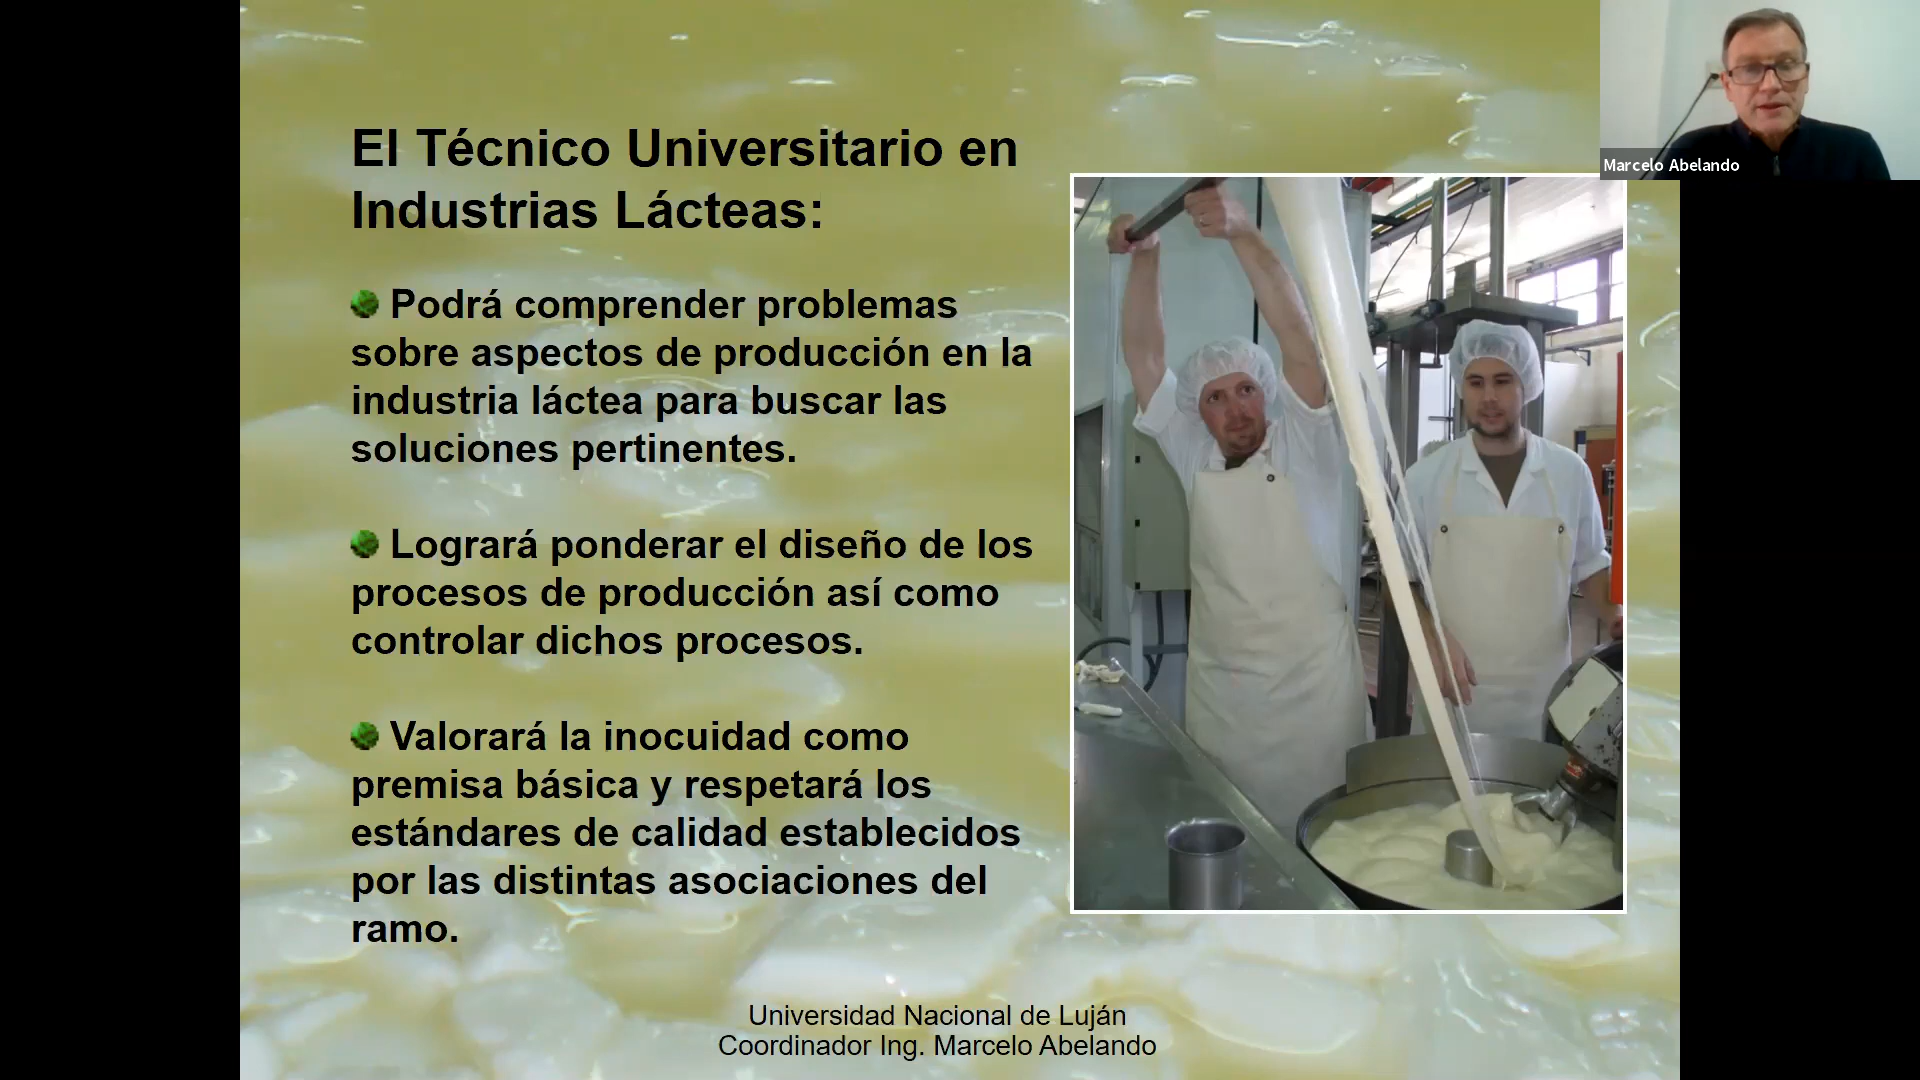 El Técnico Universitario en
Industrias Lácteas:
Podrá comprender problemas
sobre aspectos de producción en la
industria láctea para buscar las
soluciones pertinentes.
Logrará ponderar el diseño de los
procesos de producción así como
controlar dichos procesos.
Valorará la inocuidad como
premisa básica y respetará los
estándares de calidad establecidos
por las distintas asociaciones del
ramo.
Universidad Nacional de Luján
Coordinador Ing. Marcelo Abelando
Marcelo Abelando